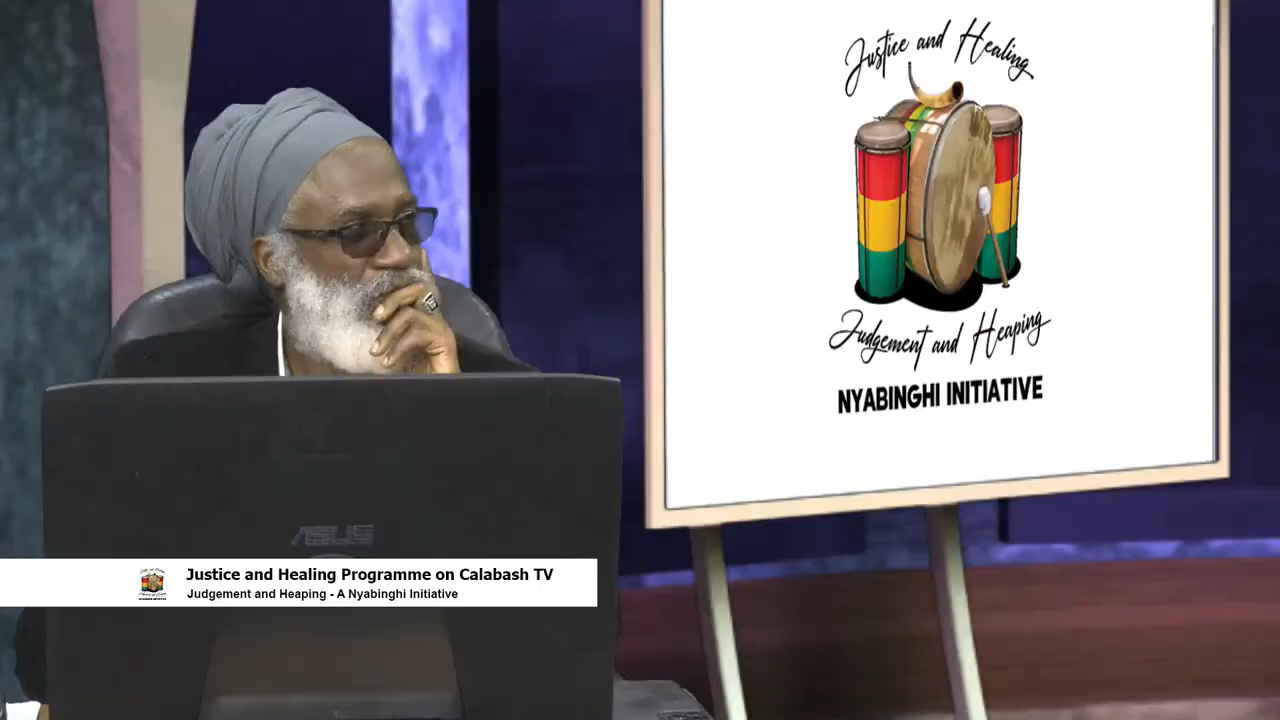 Justice and Healing
Judgement and Heaping
NYABINGHI INITIATIVE
ASUS
Justice and Healing Programme on Calabash TV
Judgement and Heaping - A Nyabinghi Initiative